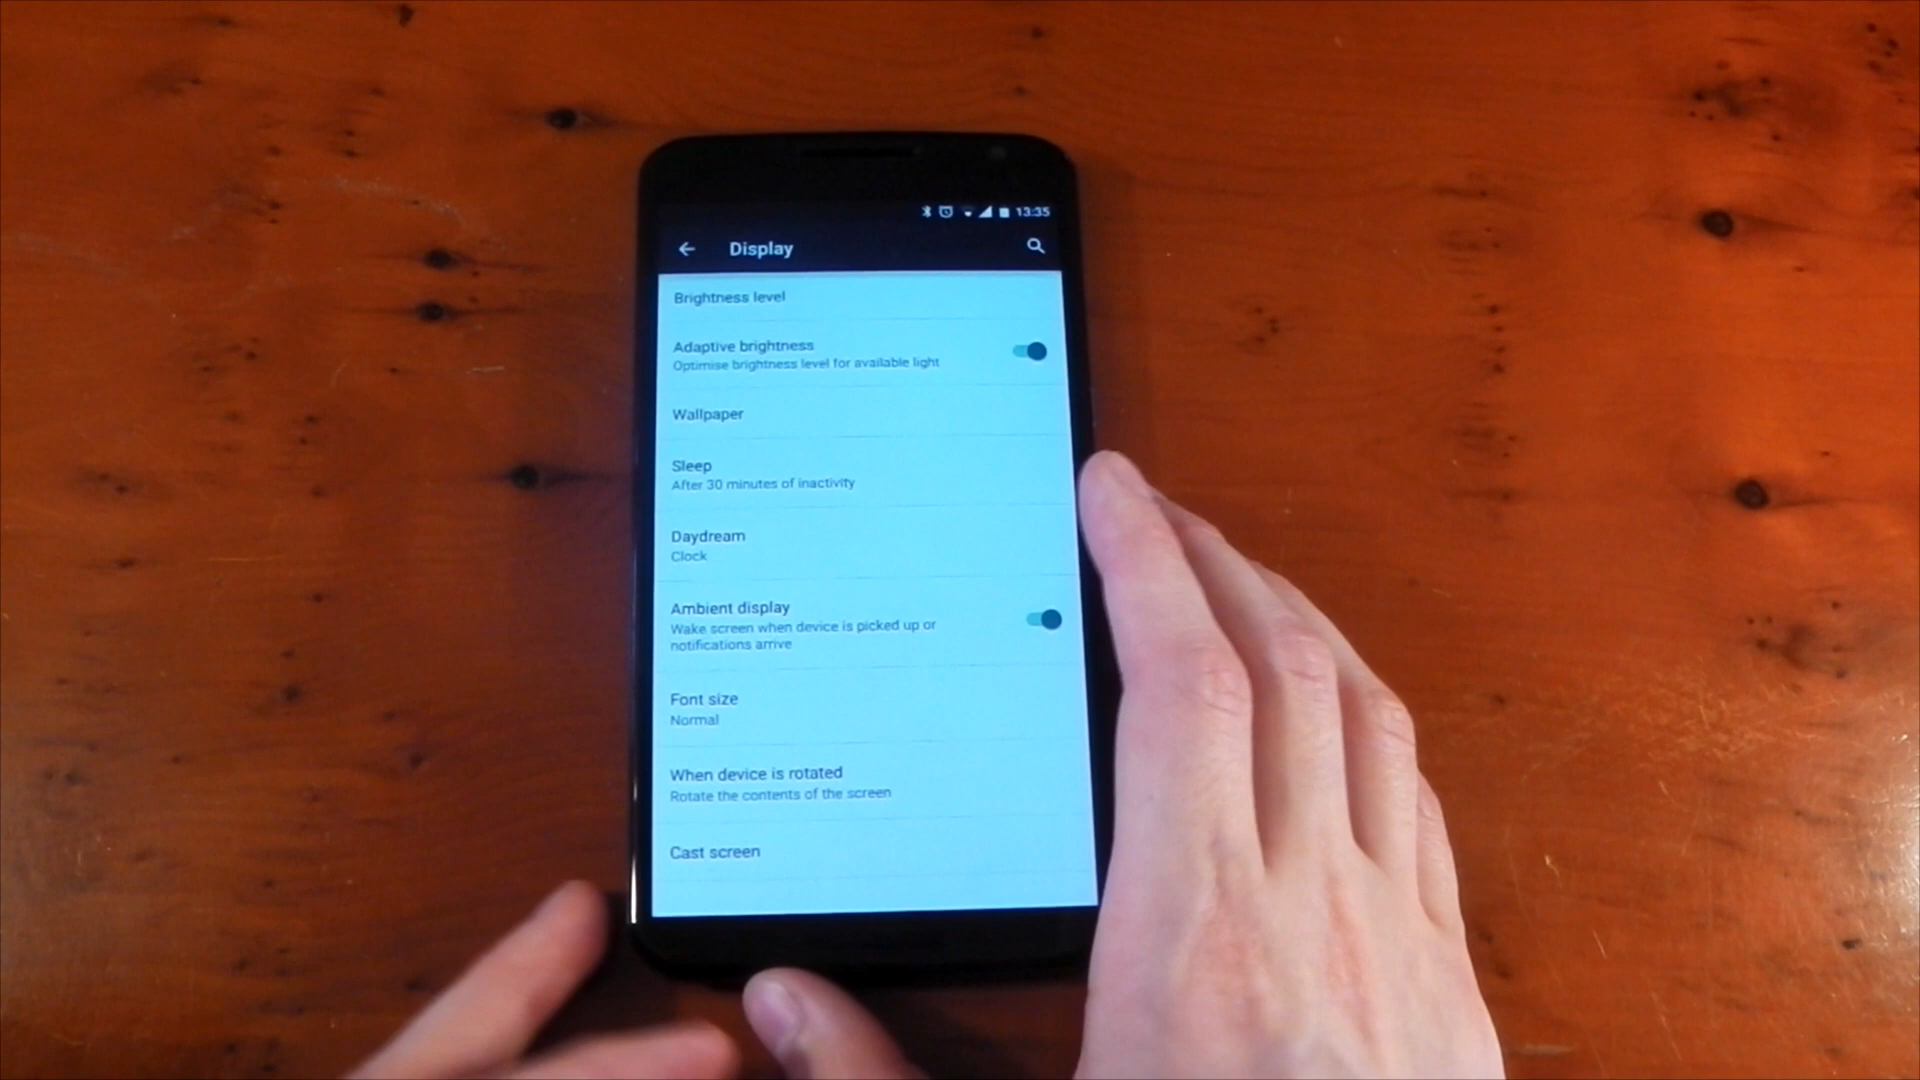 13:35
Display
Brightness level
Adaptive brightness
Optimise brightness level for available light
Wallpaper
Sleep
After 30 minutes of inactivity
Daydream
Clock
Ambient display
Wake screen when device is picked up or
notifications arrive
Font size
Normal
When device is rotated
Rotate the contents of the screen
Cast screen